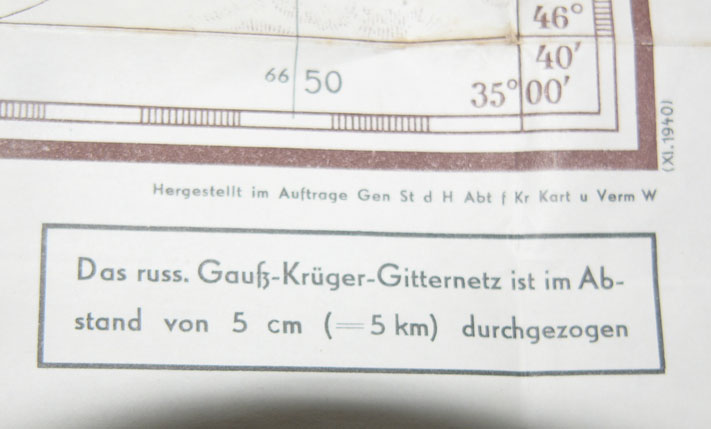 46°
40′
66 50
35°00′
(XI.1940)
Hergestellt im Auftrage Gen St d H Abt f Kr Kart u Verm W
Das russ. Gauß-Krüger-Gitternetz ist im Ab-
stand von 5 cm (=5 km) durchgezogen